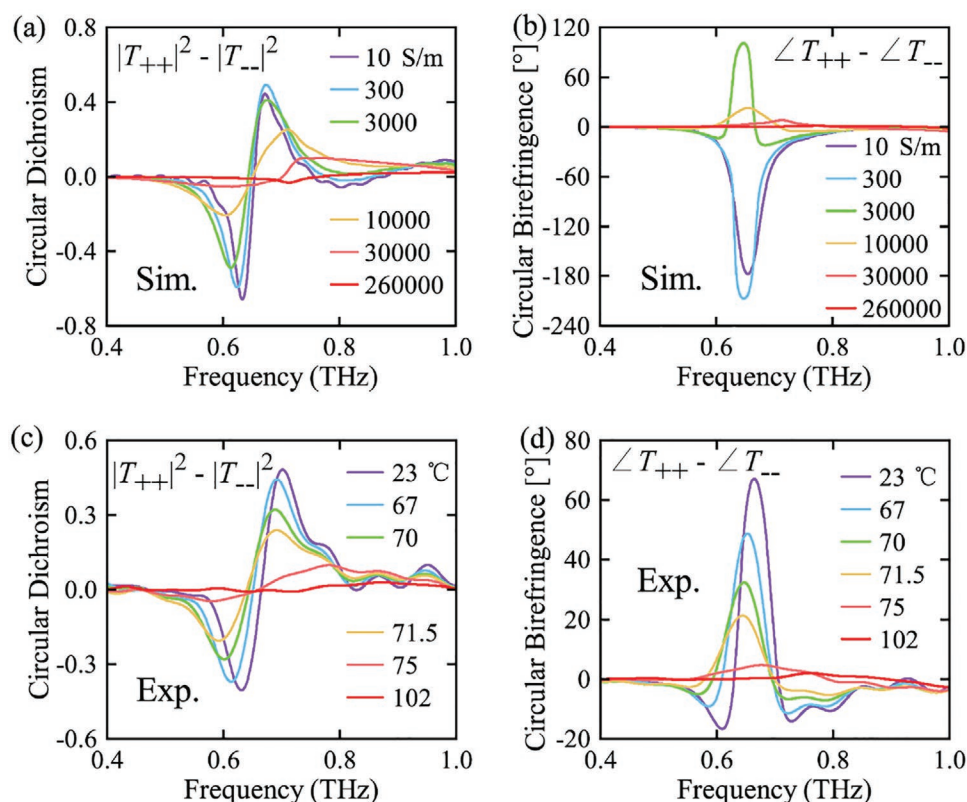 (a)
0.8
0.4
0.0
-0.4
-0.8
Circular Dichroism
|T++|² - |T--|²
10 S/m
300
3000
10000
30000
260000
Sim.
0.4 0.6 0.8 1.0
Frequency (THz)
(b)
120
60
0
-60
-120
-180
-240
Circular Birefringence [°]
∠T++ - ∠T--
10 S/m
300
3000
10000
30000
260000
Sim.
0.4 0.6 0.8 1.0
Frequency (THz)
(c)
0.6
0.3
0.0
-0.3
-0.6
Circular Dichroism
|T++|² - |T--|²
23 ℃
67
70
71.5
75
102
Exp.
0.4 0.6 0.8 1.0
Frequency (THz)
(d)
80
60
40
20
0
-20
Circular Birefringence [°]
∠T++ - ∠T--
23 ℃
67
70
71.5
75
102
Exp.
0.4 0.6 0.8 1.0
Frequency (THz)